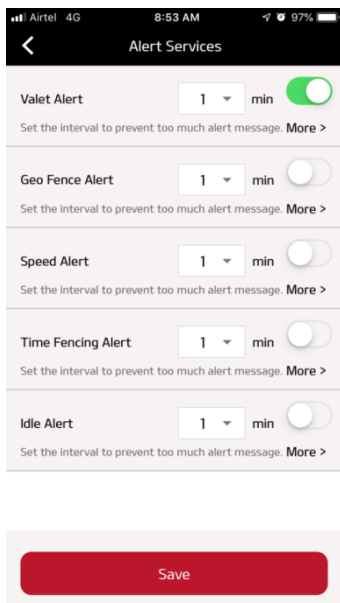 Airtel 4G 8:53 AM 97%
Alert Services
Valet Alert 1 min
Set the interval to prevent too much alert message. More >
Geo Fence Alert 1 min
Set the interval to prevent too much alert message. More >
Speed Alert 1 min
Set the interval to prevent too much alert message. More >
Time Fencing Alert 1 min
Set the interval to prevent too much alert message. More >
Idle Alert 1 min
Set the interval to prevent too much alert message. More >
Save